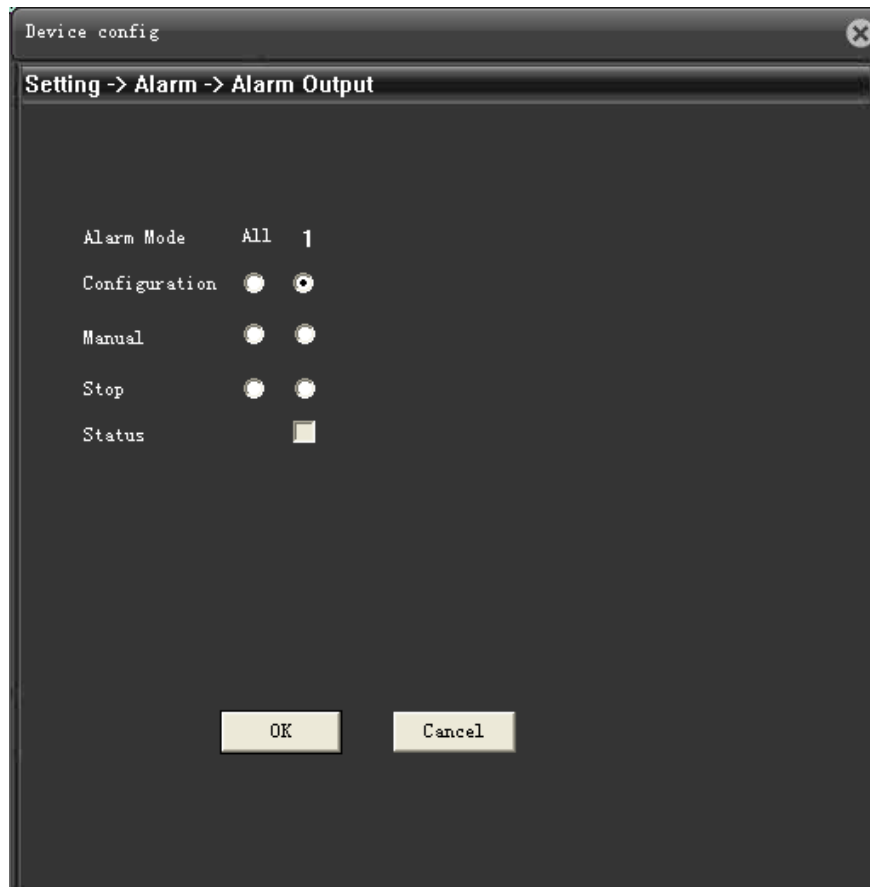 Device config
Setting -> Alarm -> Alarm Output
Alarm Mode All 1
Configuration
Manual
Stop
Status
OK Cancel